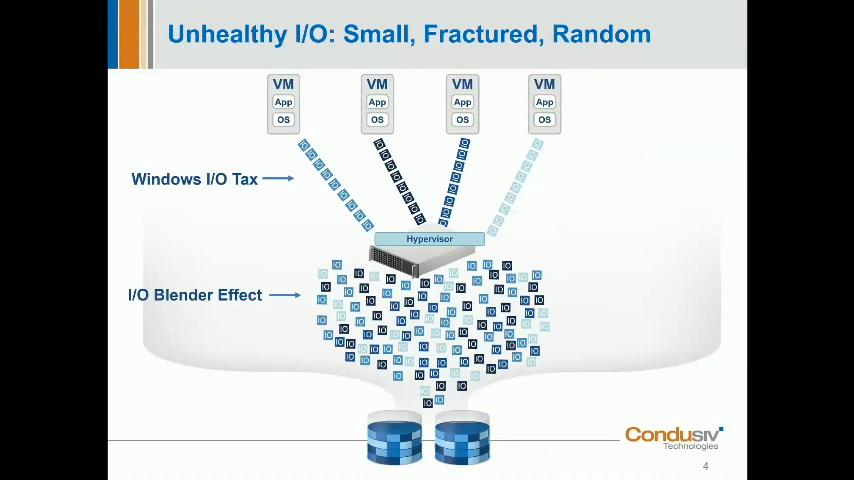 Unhealthy I/O: Small, Fractured, Random
VM VM VM VM
App App App App
OS OS OS OS
Windows I/O Tax
Hypervisor
I/O Blender Effect
Condusiv
Technologies
4